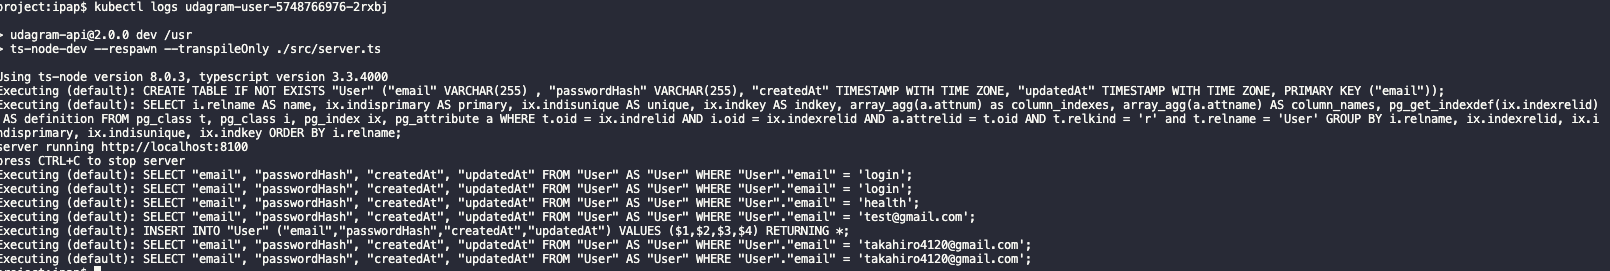 project:ipap$ kubectl logs udagram-user-5748766976-2rxbj
> udagram-api@2.0.0 dev /usr
> ts-node-dev --respawn --transpileOnly ./src/server.ts
Using ts-node version 8.0.3, typescript version 3.3.4000
Executing (default): CREATE TABLE IF NOT EXISTS "User" ("email" VARCHAR(255) , "passwordHash" VARCHAR(255), "createdAt" TIMESTAMP WITH TIME ZONE, "updatedAt" TIMESTAMP WITH TIME ZONE, PRIMARY KEY ("email"));
Executing (default): SELECT i.relname AS name, ix.indisprimary AS primary, ix.indisunique AS unique, ix.indkey AS indkey, array_agg(a.attnum) as column_indexes, array_agg(a.attname) AS column_names, pg_get_indexdef(ix.indexrelid)
AS definition FROM pg_class t, pg_class i, pg_index ix, pg_attribute a WHERE t.oid = ix.indrelid AND i.oid = ix.indexrelid AND a.attrelid = t.oid AND t.relkind = 'r' and t.relname = 'User' GROUP BY i.relname, ix.indexrelid, ix.i
ndisprimary, ix.indisunique, ix.indkey ORDER BY i.relname;
server running http://localhost:8100
press CTRL+C to stop server
Executing (default): SELECT "email", "passwordHash", "createdAt", "updatedAt" FROM "User" AS "User" WHERE "User"."email" = 'login';
Executing (default): SELECT "email", "passwordHash", "createdAt", "updatedAt" FROM "User" AS "User" WHERE "User"."email" = 'login';
Executing (default): SELECT "email", "passwordHash", "createdAt", "updatedAt" FROM "User" AS "User" WHERE "User"."email" = 'health';
Executing (default): SELECT "email", "passwordHash", "createdAt", "updatedAt" FROM "User" AS "User" WHERE "User"."email" = 'test@gmail.com';
Executing (default): INSERT INTO "User" ("email","passwordHash","createdAt","updatedAt") VALUES ($1,$2,$3,$4) RETURNING *;
Executing (default): SELECT "email", "passwordHash", "createdAt", "updatedAt" FROM "User" AS "User" WHERE "User"."email" = 'takahiro4120@gmail.com';
Executing (default): SELECT "email", "passwordHash", "createdAt", "updatedAt" FROM "User" AS "User" WHERE "User"."email" = 'takahiro4120@gmail.com';
project:ipap$